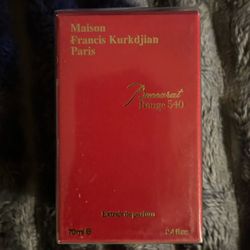 Maison
Francis Kurkdjian
Paris
Baccarat
Rouge 540
Extrait de parfum
70ml ℮ 2.4 fl.oz.